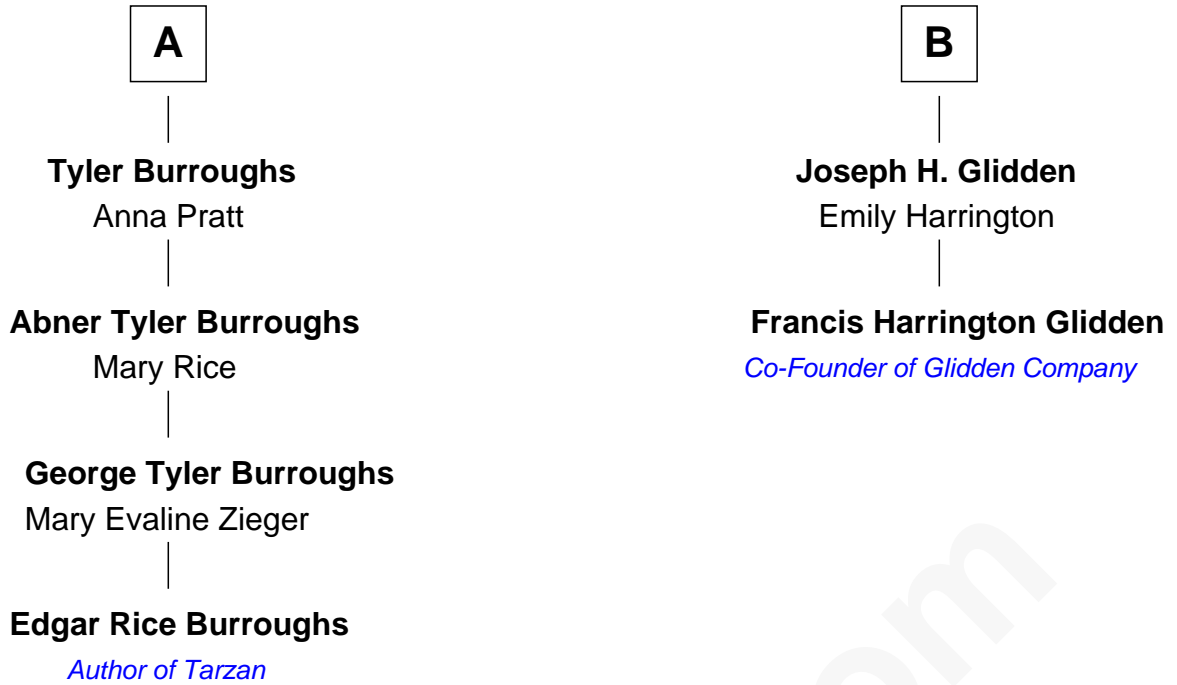 A
Tyler Burroughs
Anna Pratt
Abner Tyler Burroughs
Mary Rice
George Tyler Burroughs
Mary Evaline Zieger
Edgar Rice Burroughs
Author of Tarzan
B
Joseph H. Glidden
Emily Harrington
Francis Harrington Glidden
Co-Founder of Glidden Company